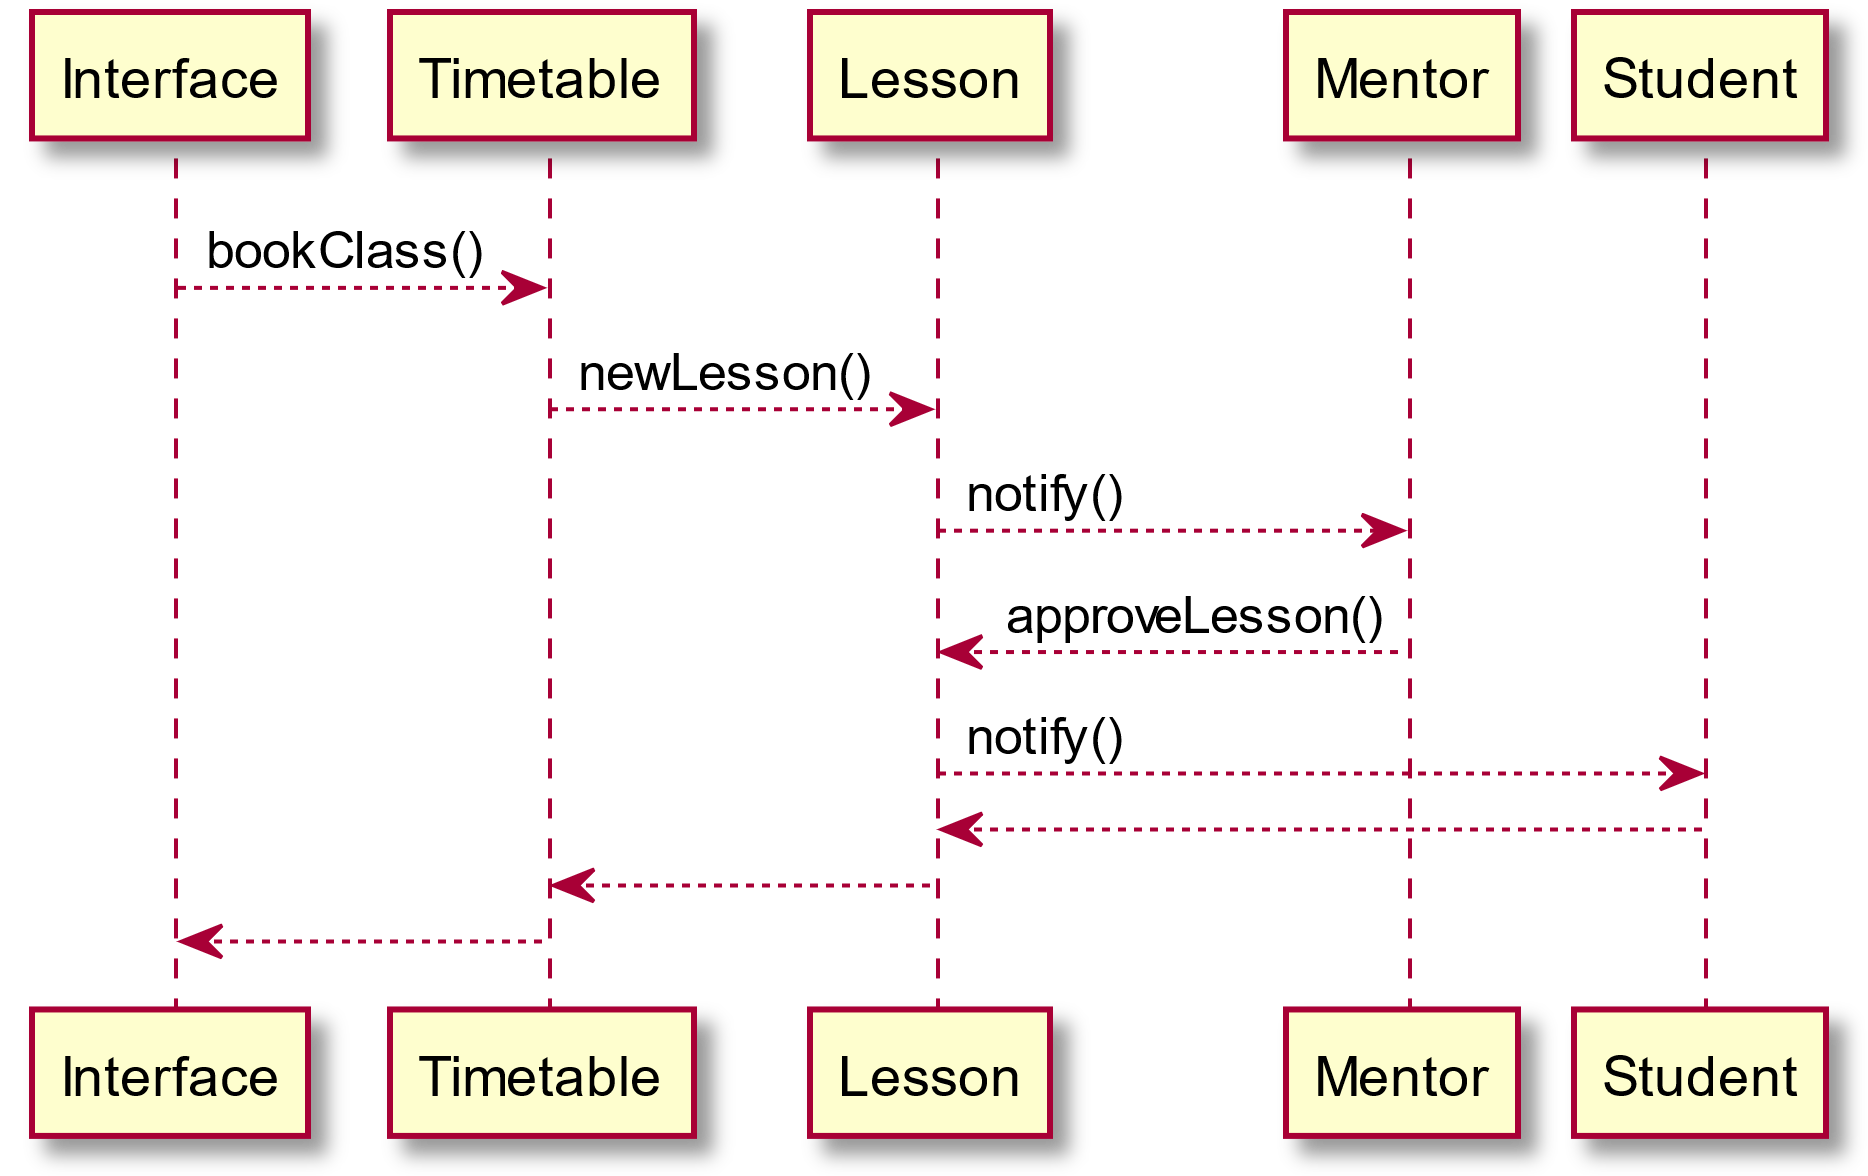 Interface
Timetable
Lesson
Mentor
Student
bookClass()
newLesson()
notify()
approveLesson()
notify()
Interface
Timetable
Lesson
Mentor
Student